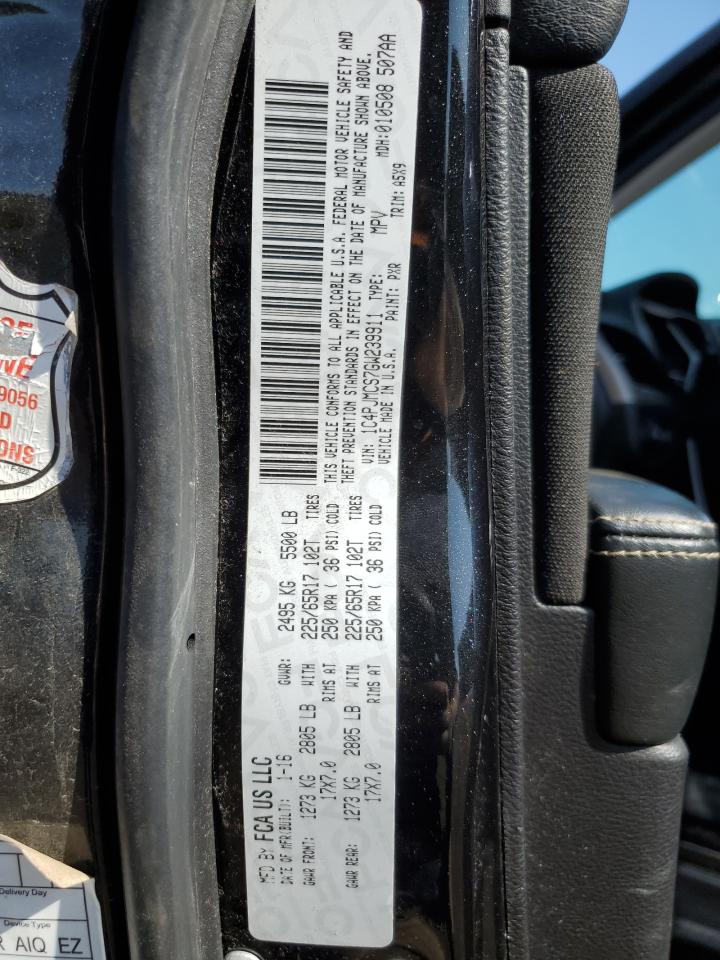 MFD BY FCA US LLC
DATE OF MFR(BUILT): 1-16 GVWR: 2495 KG 5500 LB
GAWR FRONT: 1273 KG 2805 LB WITH 225/65R17 102T TIRES
17X7.0 RIMS AT 250 KPA ( 36 PSI) COLD
GAWR REAR: 1273 KG 2805 LB WITH 225/65R17 102T TIRES
17X7.0 RIMS AT 250 KPA ( 36 PSI) COLD
THIS VEHICLE CONFORMS TO ALL APPLICABLE U.S.A. FEDERAL MOTOR VEHICLE SAFETY AND
THEFT PREVENTION STANDARDS IN EFFECT ON THE DATE OF MANUFACTURE SHOWN ABOVE.
VIN: 1C4PJMCS7GW239911 TYPE: MPV MDH:010508 507AA
VEHICLE MADE IN U.S.A. PAINT: PXR TRIM: A5X9
9056
D
ONS
Delivery Day
Device Type
R AIQ EZ